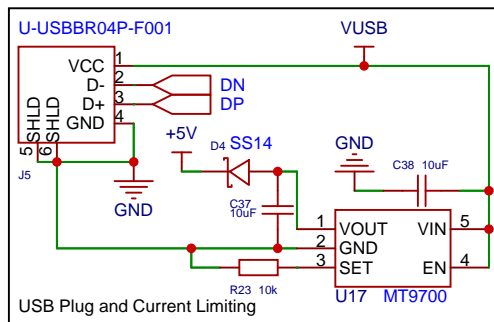 U-USBBR04P-F001
VUSB
VCC 1
D- 2 DN
D+ 3 DP
GND 4
SHLD SHLD
5 6
J5
GND
+5V
D4 SS14
GND
C38 10uF
C37
10uF
1 VOUT VIN 5
2 GND
3 SET EN 4
R23 10k
U17 MT9700
USB Plug and Current Limiting